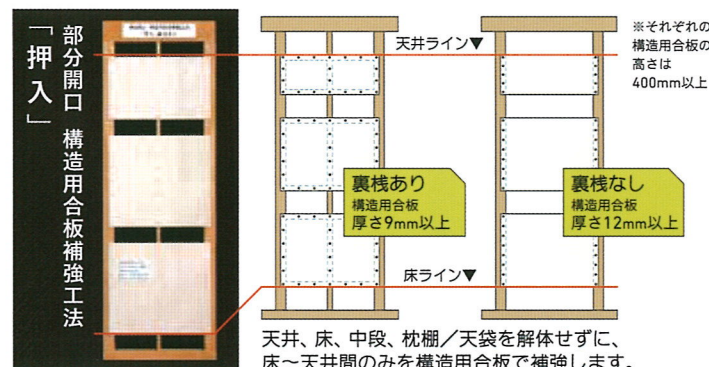 「押入」
部分開口 構造用合板補強工法
天井ライン▼
※それぞれの
構造用合板の
高さは
400mm以上
裏桟あり
構造用合板
厚さ9mm以上
裏桟なし
構造用合板
厚さ12mm以上
床ライン▼
天井、床、中段、枕棚／天袋を解体せずに、
床〜天井間のみを構造用合板で補強します。